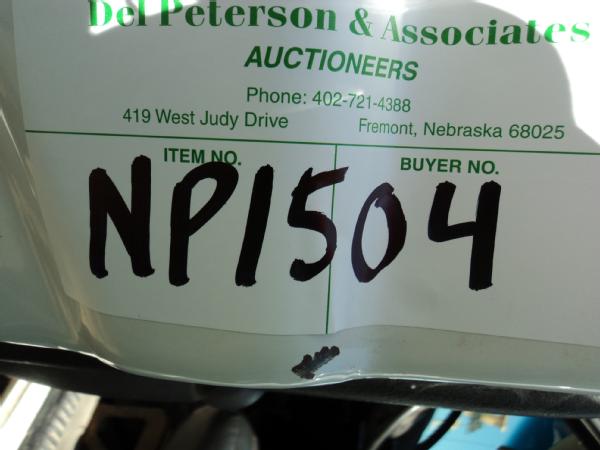 Del Peterson & Associates
AUCTIONEERS
Phone: 402-721-4388
419 West Judy Drive Fremont, Nebraska 68025
ITEM NO. BUYER NO.
NP1504